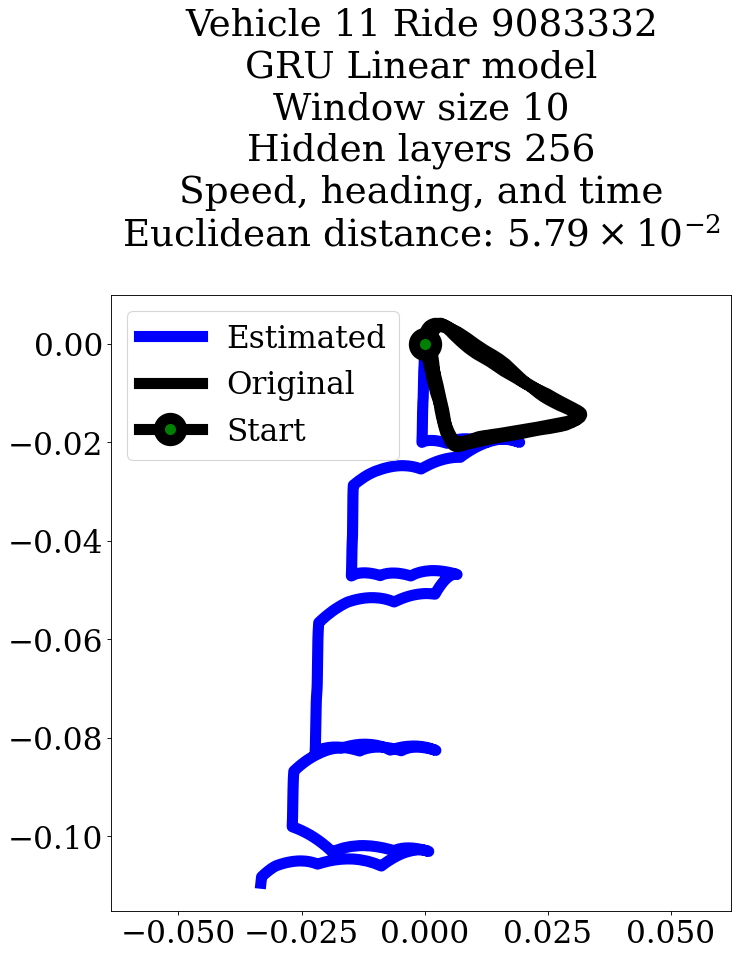 Vehicle 11 Ride 9083332
GRU Linear model
Window size 10
Hidden layers 256
Speed, heading, and time
Euclidean distance: 5.79 × 10⁻²
Estimated
Original
Start
0.00
−0.02
−0.04
−0.06
−0.08
−0.10
−0.050 −0.025 0.000 0.025 0.050